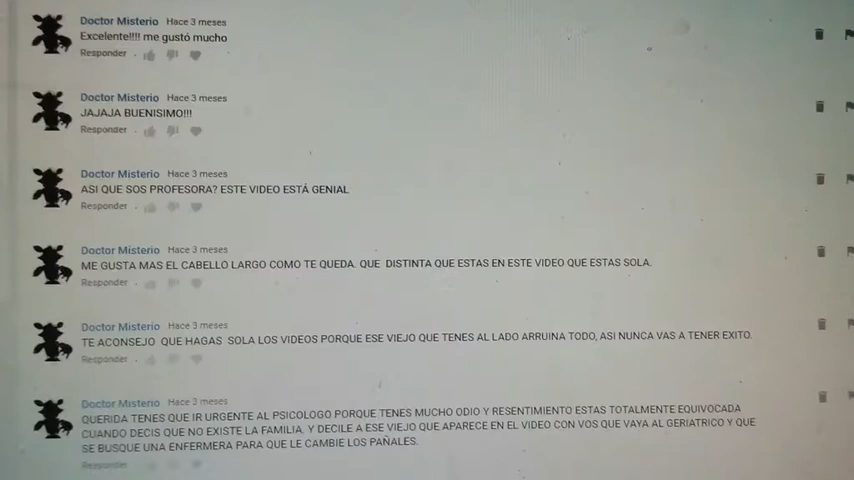 Doctor Misterio Hace 3 meses
Excelente!!!! me gustó mucho
Responder
Doctor Misterio Hace 3 meses
JAJAJA BUENISIMO!!!
Responder
Doctor Misterio Hace 3 meses
ASI QUE SOS PROFESORA? ESTE VIDEO ESTÁ GENIAL
Responder
Doctor Misterio Hace 3 meses
ME GUSTA MAS EL CABELLO LARGO COMO TE QUEDA. QUE DISTINTA QUE ESTAS EN ESTE VIDEO QUE ESTAS SOLA.
Responder
Doctor Misterio Hace 3 meses
TE ACONSEJO QUE HAGAS SOLA LOS VIDEOS PORQUE ESE VIEJO QUE TENES AL LADO ARRUINA TODO, ASI NUNCA VAS A TENER EXITO.
Responder
Doctor Misterio Hace 3 meses
QUERIDA TENES QUE IR URGENTE AL PSICOLOGO PORQUE TENES MUCHO ODIO Y RESENTIMIENTO ESTAS TOTALMENTE EQUIVOCADA
CUANDO DECIS QUE NO EXISTE LA FAMILIA. Y DECILE A ESE VIEJO QUE APARECE EN EL VIDEO CON VOS QUE VAYA AL GERIATRICO Y QUE
SE BUSQUE UNA ENFERMERA PARA QUE LE CAMBIE LOS PAÑALES.
Responder